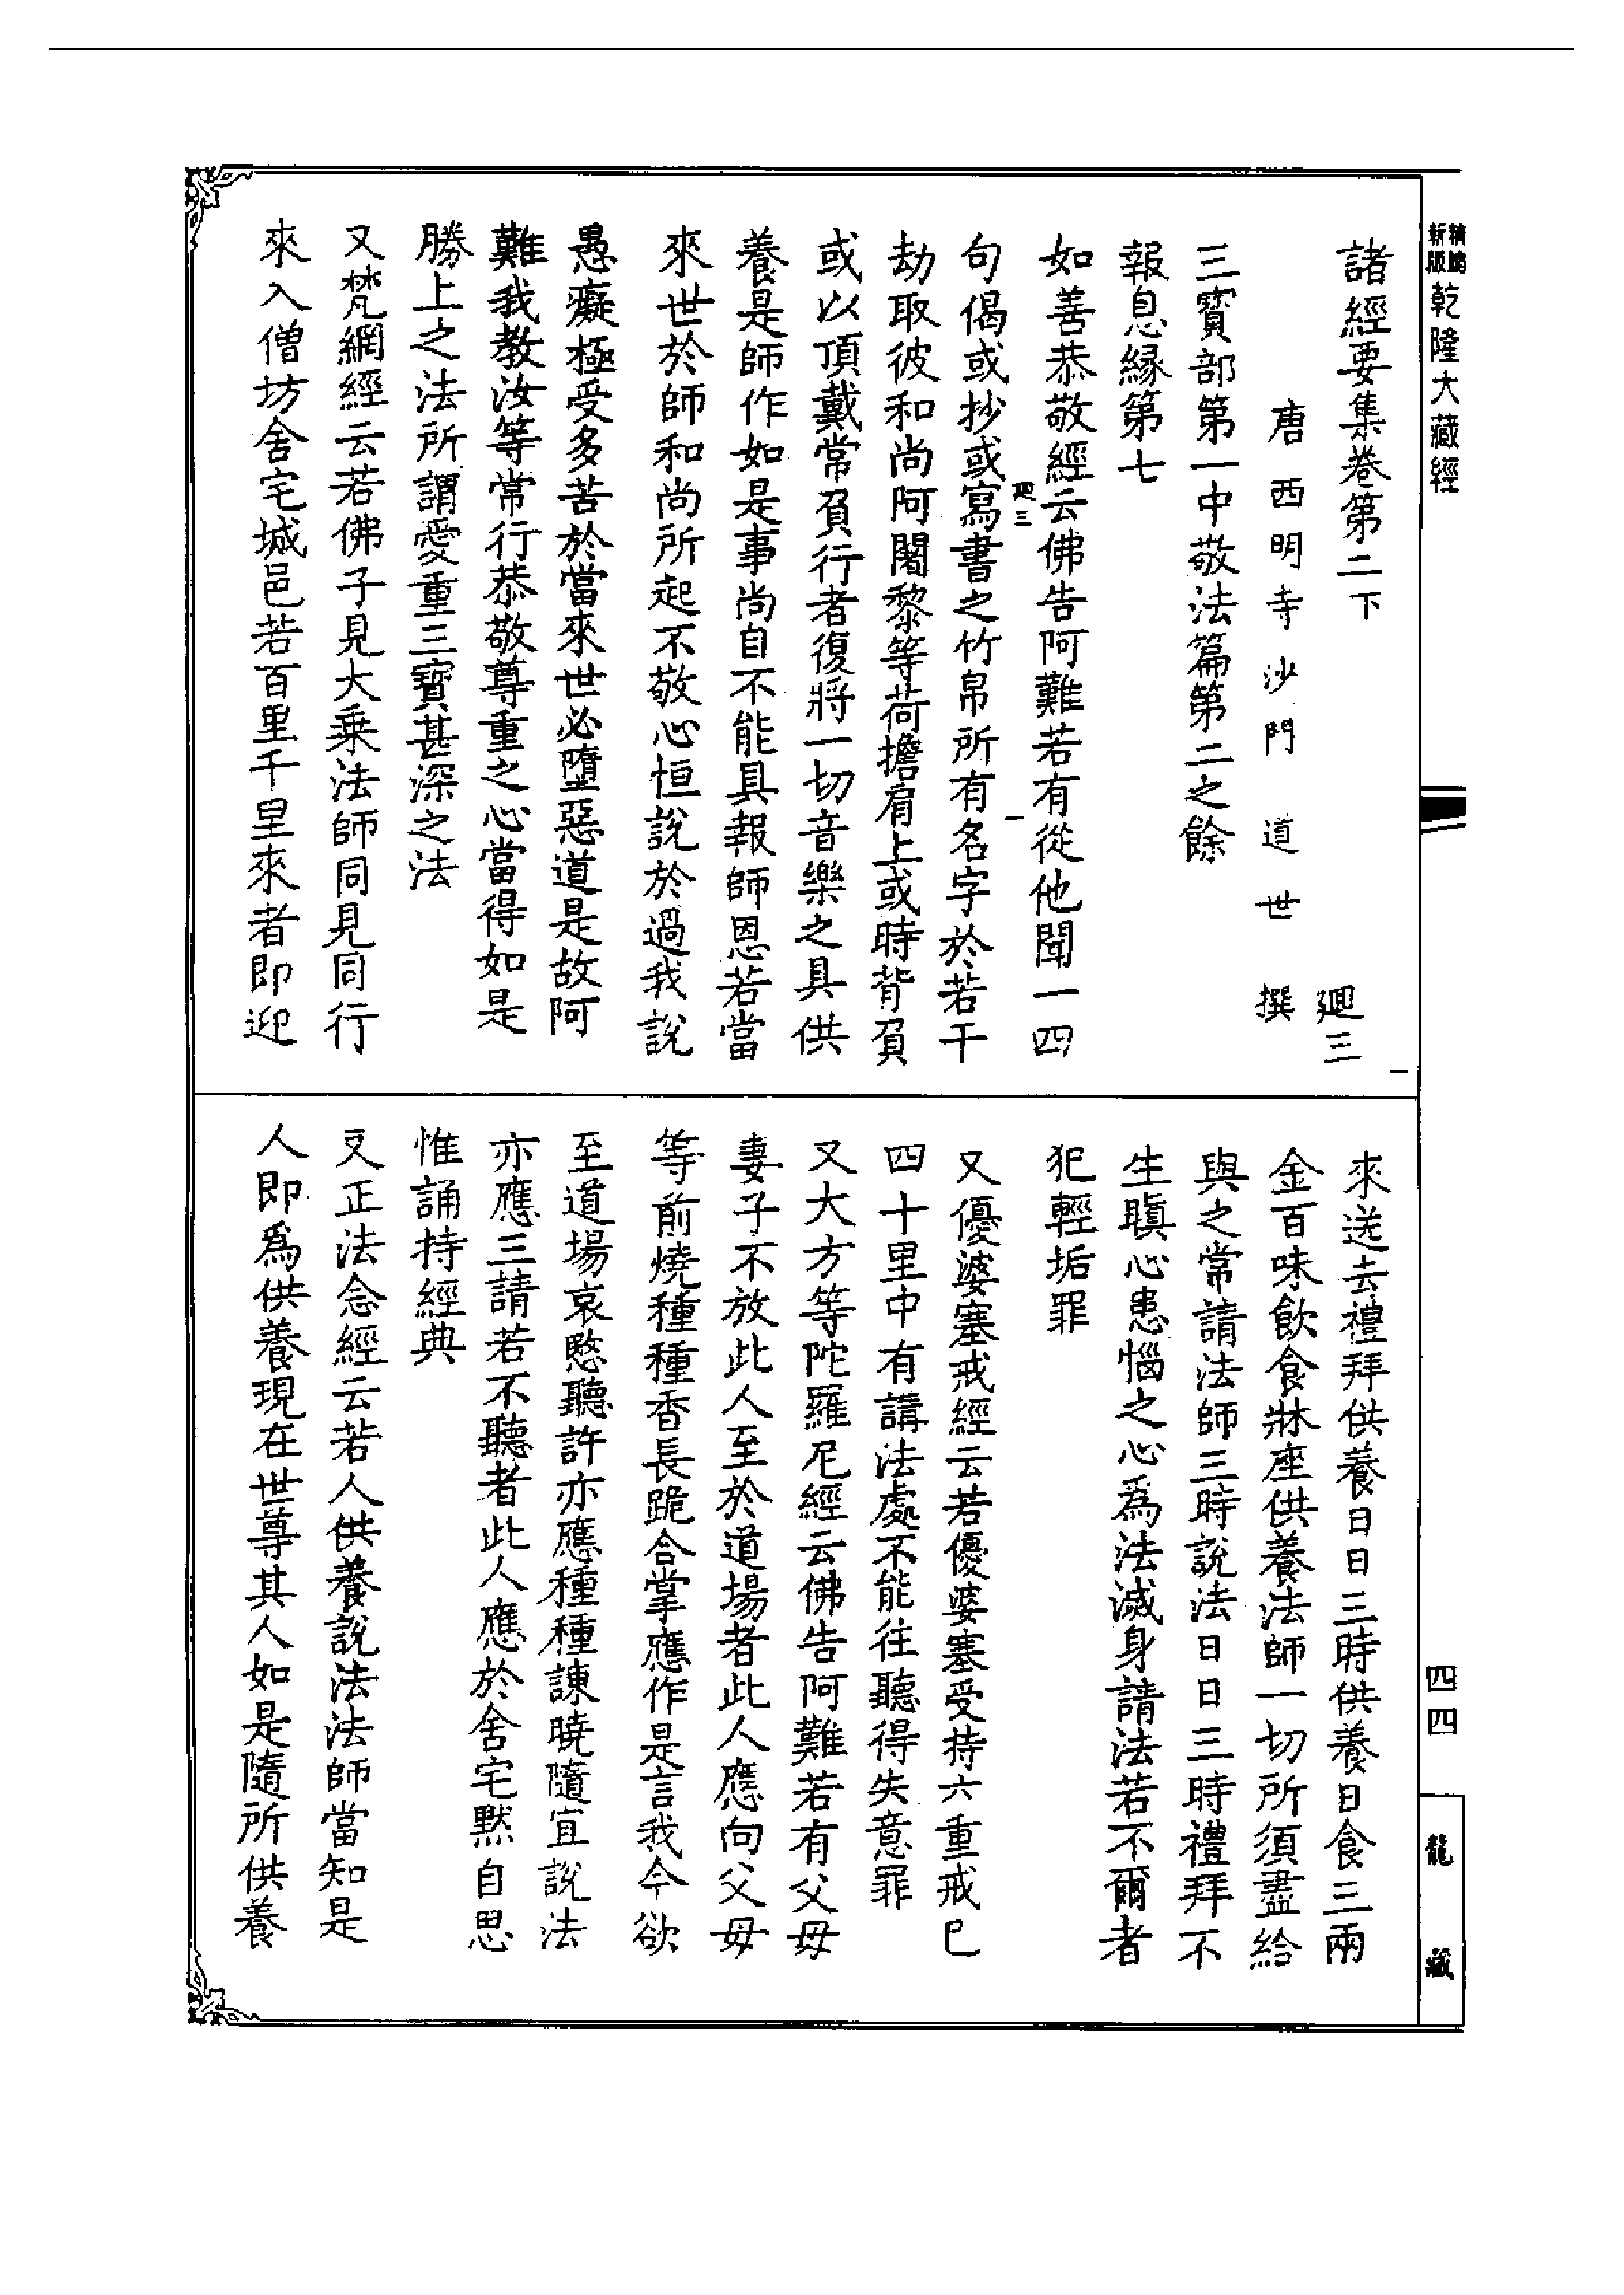 新版
精縮
乾隆大藏經
諸經要集卷第二下
廻三
唐西明寺沙門道世撰
三寳部第一中敬法篇第二之餘
報恩縁第七
如善恭敬經云佛告阿難若有從他聞一四
廻三
一
句偈或抄或寫書之竹帛所有名字於若干
劫取彼和尚阿闍黎等荷擔肩上或時背負
或以頂戴常負行者復將一切音樂之具供
養是師作如是事尚自不能具報師恩若當
來世於師和尚所起不敬心恒說於過我說
愚癡極受多苦於當來世必墮惡道是故阿
難我教汝等常行恭敬尊重之心當得如是
勝上之法所謂愛重三寳甚深之法
又梵網經云若佛子見大乗法師同見同行
來入僧坊舍宅城邑若百里千里來者即迎
來送去禮拜供養日日三時供養日食三兩
金百味飲食牀座供養法師一切所須盡給
與之常請法師三時說法日日三時禮拜不
生瞋心患惱之心爲法滅身請法若不爾者
犯輕垢罪
又優婆塞戒經云若優婆塞受持六重戒巳
四十里中有講法處不能往聽得失意罪
又大方等陀羅尼經云佛告阿難若有父母
妻子不放此人至於道場者此人應向父母
等前燒種種香長跪合掌應作是言我今欲
至道場哀愍聽許亦應種種諫曉隨宜說法
亦應三請若不聽者此人應於舍宅默自思
惟誦持經典
又正法念經云若人供養說法法師當知是
人即爲供養現在世尊其人如是隨所供養
四四
龍藏